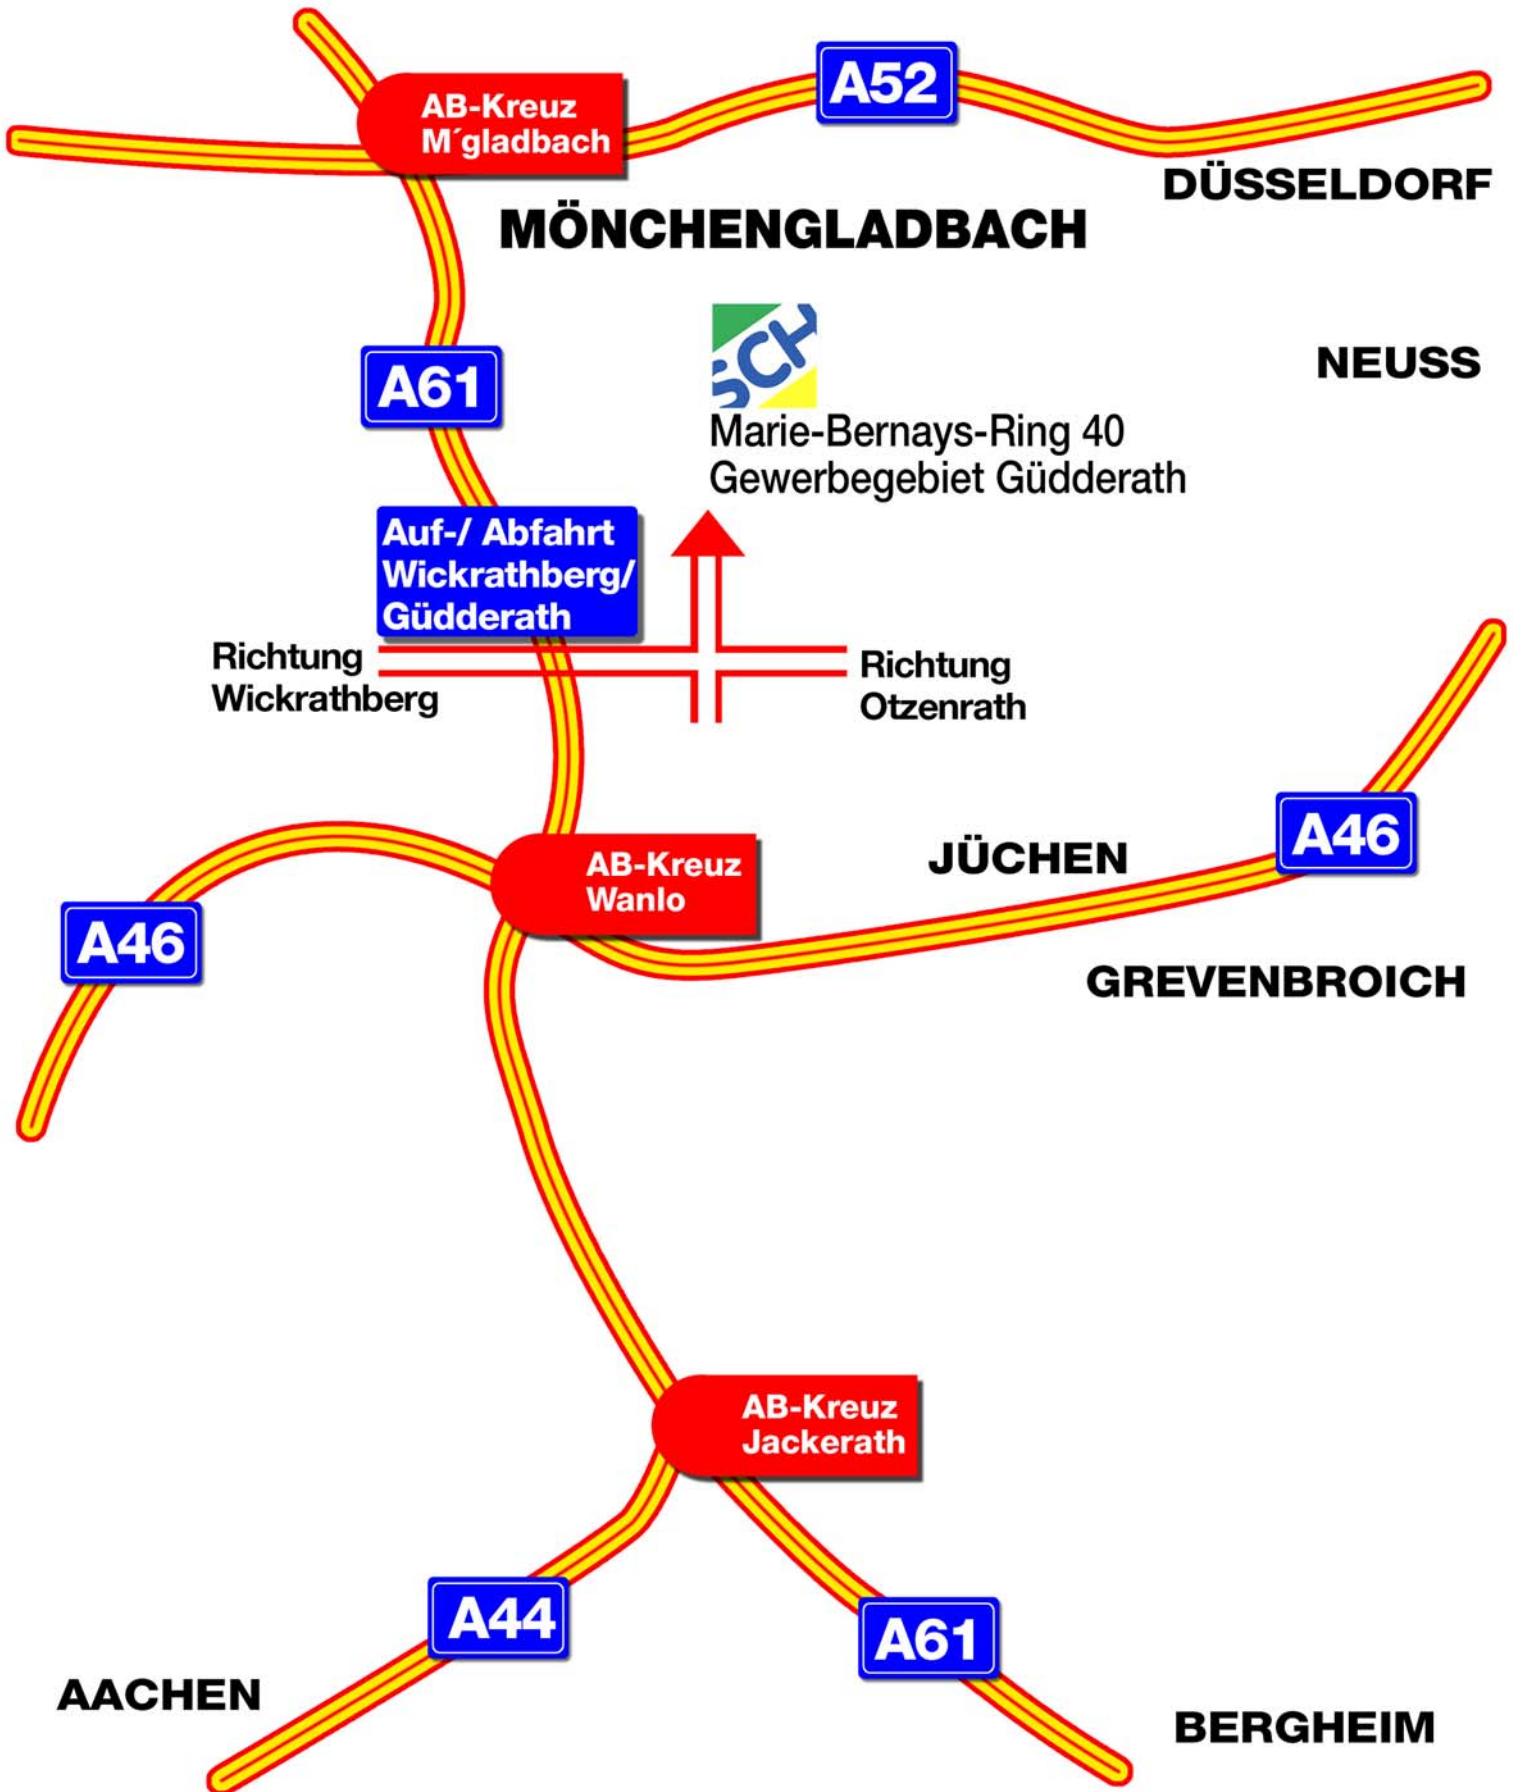 A52
AB-Kreuz
M´gladbach
DÜSSELDORF
MÖNCHENGLADBACH
SCH
NEUSS
A61
Marie-Bernays-Ring 40
Gewerbegebiet Güdderath
Auf-/ Abfahrt
Wickrathberg/
Güdderath
Richtung
Wickrathberg
Richtung
Otzenrath
A46
JÜCHEN
AB-Kreuz
Wanlo
A46
GREVENBROICH
AB-Kreuz
Jackerath
A44
A61
AACHEN
BERGHEIM